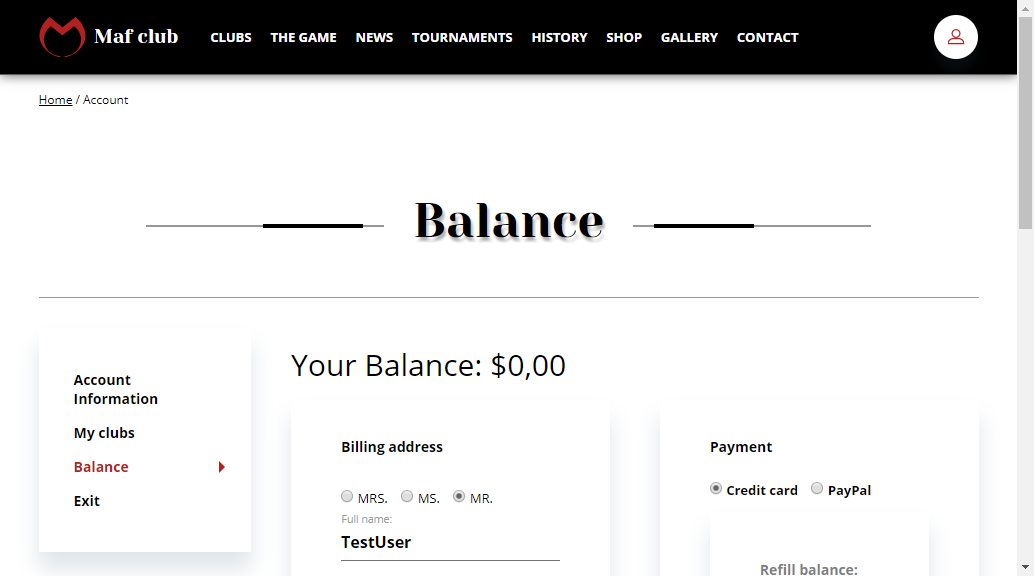 Maf club
CLUBS THE GAME NEWS TOURNAMENTS HISTORY SHOP GALLERY CONTACT
Home / Account
Balance
Account
Information
My clubs
Balance
Exit
Your Balance: $0,00
Billing address
MRS. MS. MR.
Full name:
TestUser
Payment
Credit card PayPal
Refill balance: